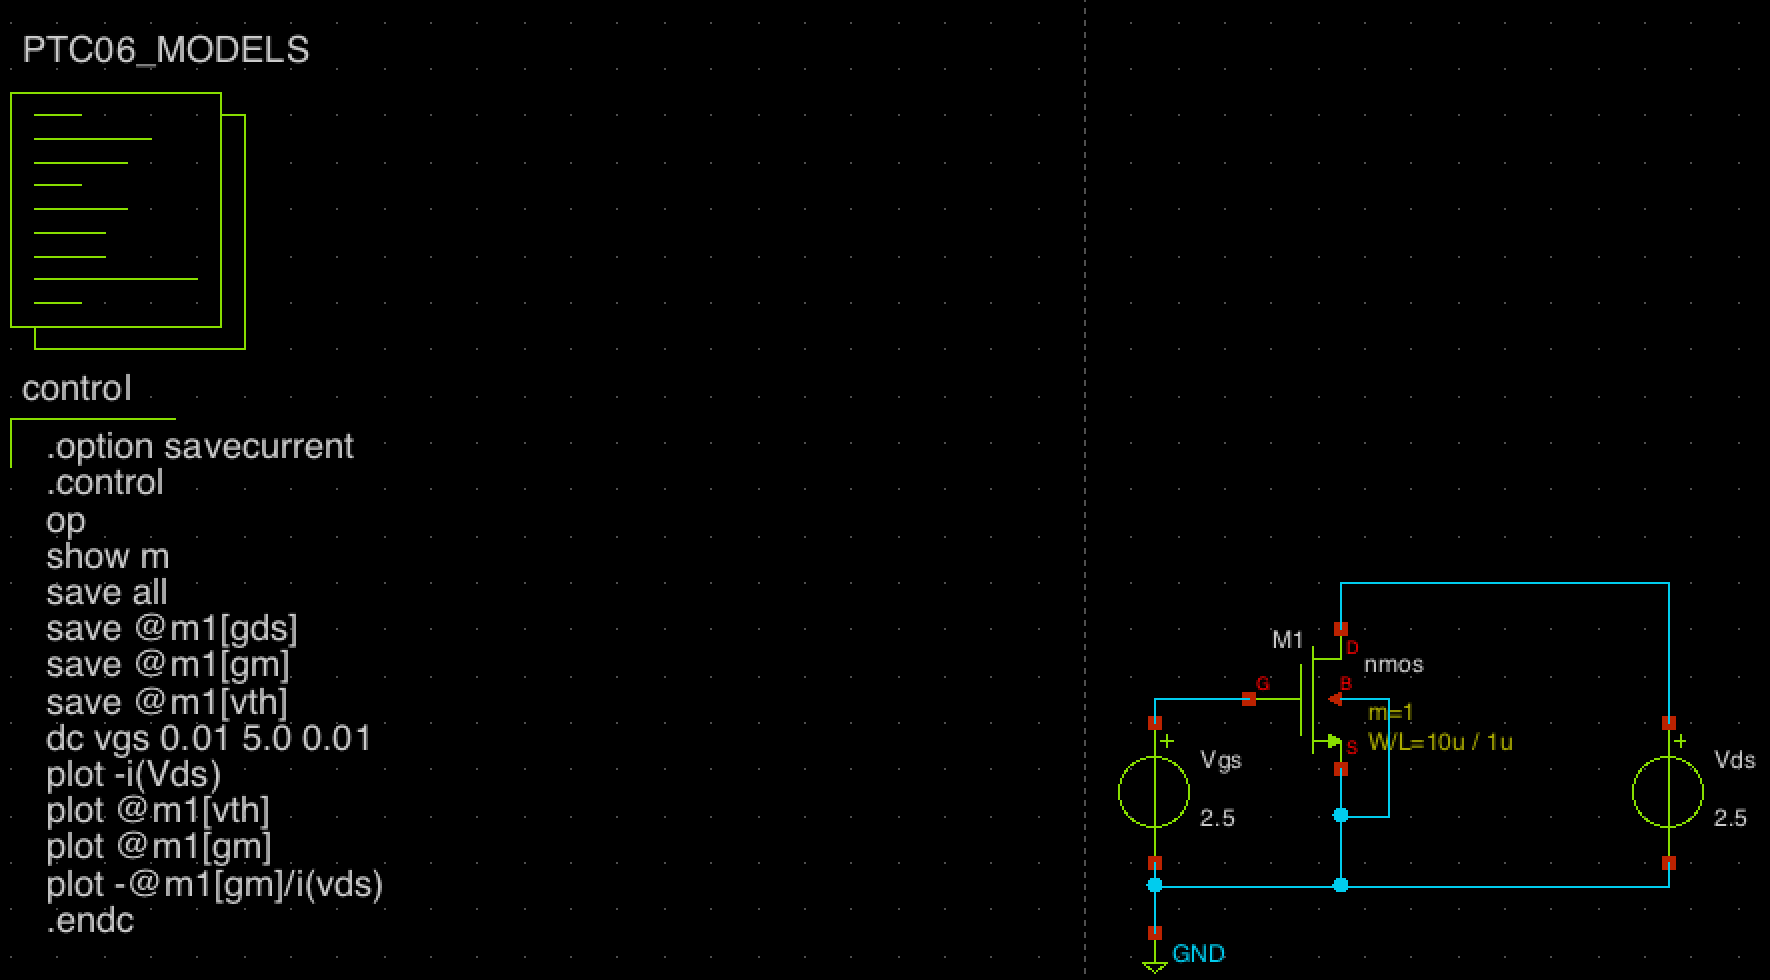 PTC06_MODELS
control
.option savecurrent
.control
op
show m
save all
save @m1[gds]
save @m1[gm]
save @m1[vth]
dc vgs 0.01 5.0 0.01
plot -i(Vds)
plot @m1[vth]
plot @m1[gm]
plot -@m1[gm]/i(vds)
.endc
M1
D
nmos
G
B
m=1
S
W/L=10u / 1u
+
Vgs
2.5
+
Vds
2.5
GND